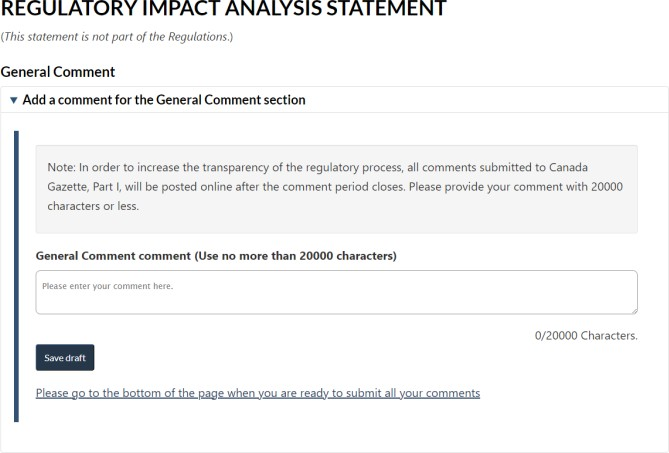 REGULATORY IMPACT ANALYSIS STATEMENT
(This statement is not part of the Regulations.)
General Comment
▼ Add a comment for the General Comment section
Note: In order to increase the transparency of the regulatory process, all comments submitted to Canada
Gazette, Part I, will be posted online after the comment period closes. Please provide your comment with 20000
characters or less.
General Comment comment (Use no more than 20000 characters)
Please enter your comment here.
0/20000 Characters.
Save draft
Please go to the bottom of the page when you are ready to submit all your comments